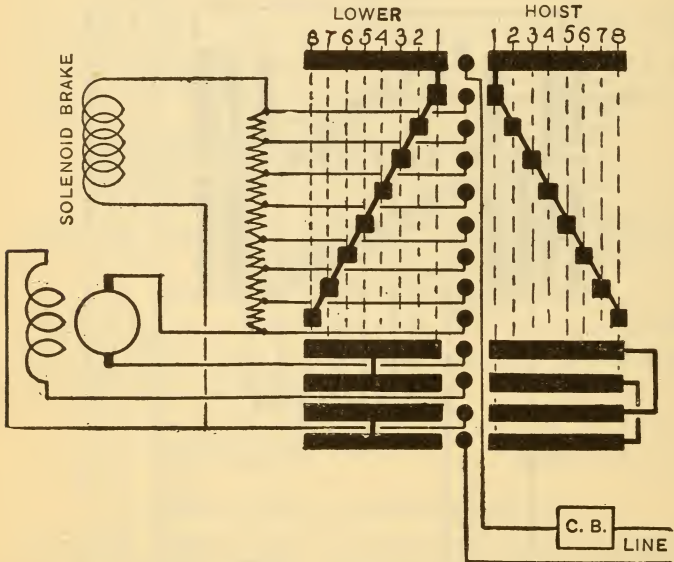 LOWER
8 7 6 5 4 3 2 1
HOIST
1 2 3 4 5 6 7 8
SOLENOID BRAKE
C. B.
LINE